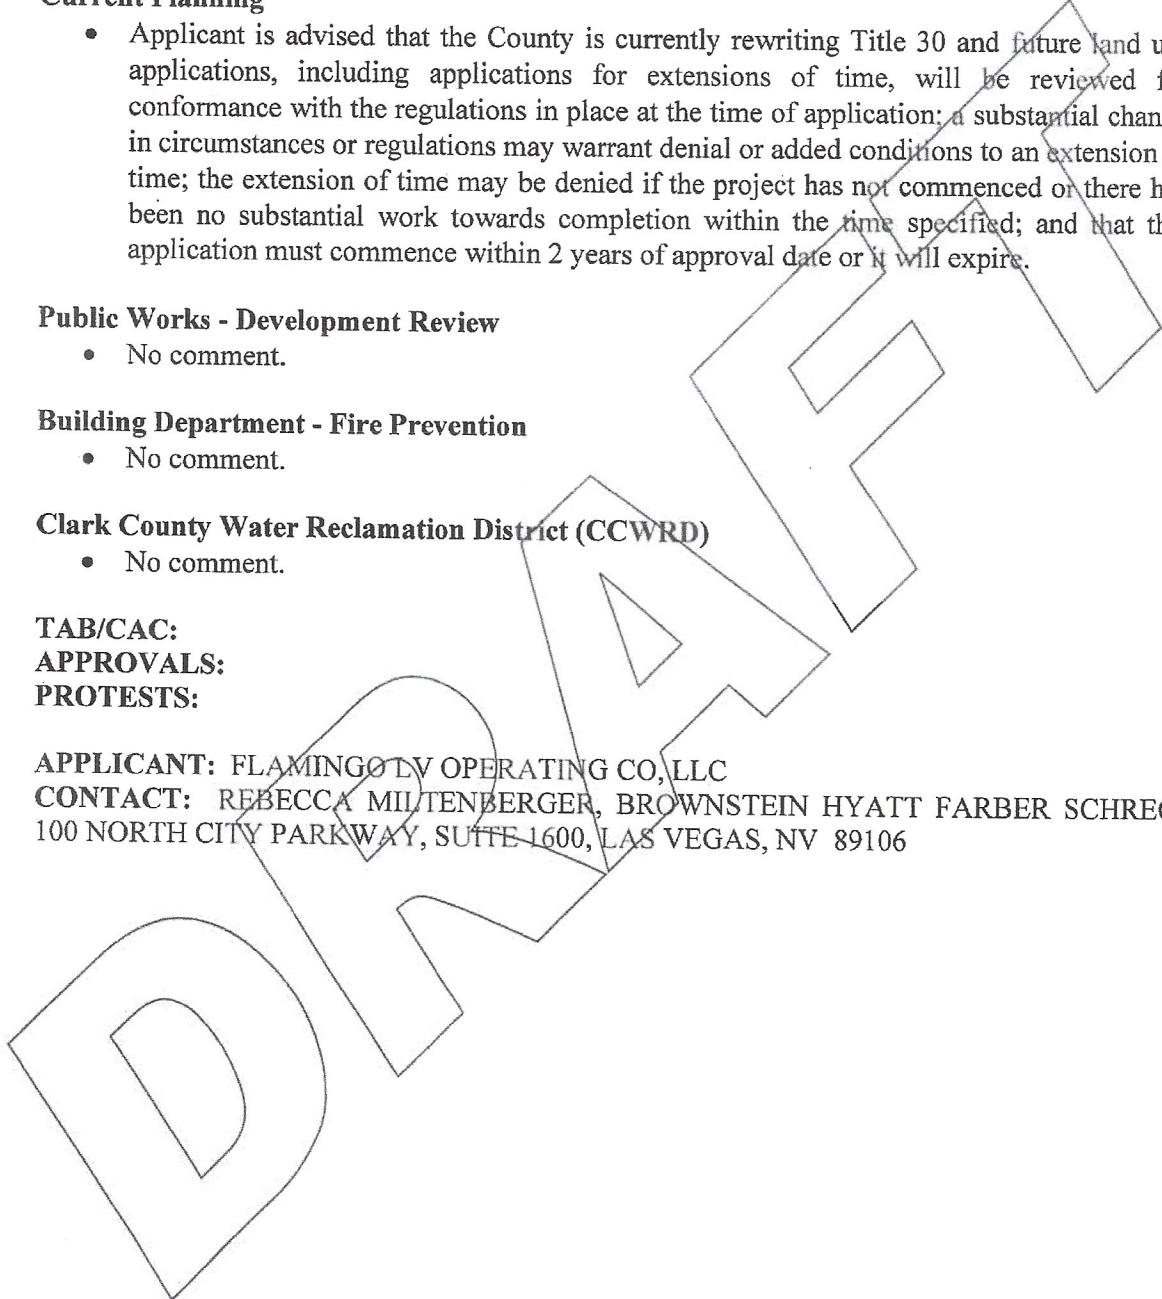 Current Planning
• Applicant is advised that the County is currently rewriting Title 30 and future land u
applications, including applications for extensions of time, will be reviewed f
conformance with the regulations in place at the time of application; a substantial chan
in circumstances or regulations may warrant denial or added conditions to an extension
time; the extension of time may be denied if the project has not commenced or there h
been no substantial work towards completion within the time specified; and that th
application must commence within 2 years of approval date or it will expire.
Public Works - Development Review
• No comment.
Building Department - Fire Prevention
• No comment.
Clark County Water Reclamation District (CCWRD)
• No comment.
TAB/CAC:
APPROVALS:
PROTESTS:
APPLICANT: FLAMINGO LV OPERATING CO, LLC
CONTACT: REBECCA MILTENBERGER, BROWNSTEIN HYATT FARBER SCHREC
100 NORTH CITY PARKWAY, SUITE 1600, LAS VEGAS, NV 89106
DRAFT